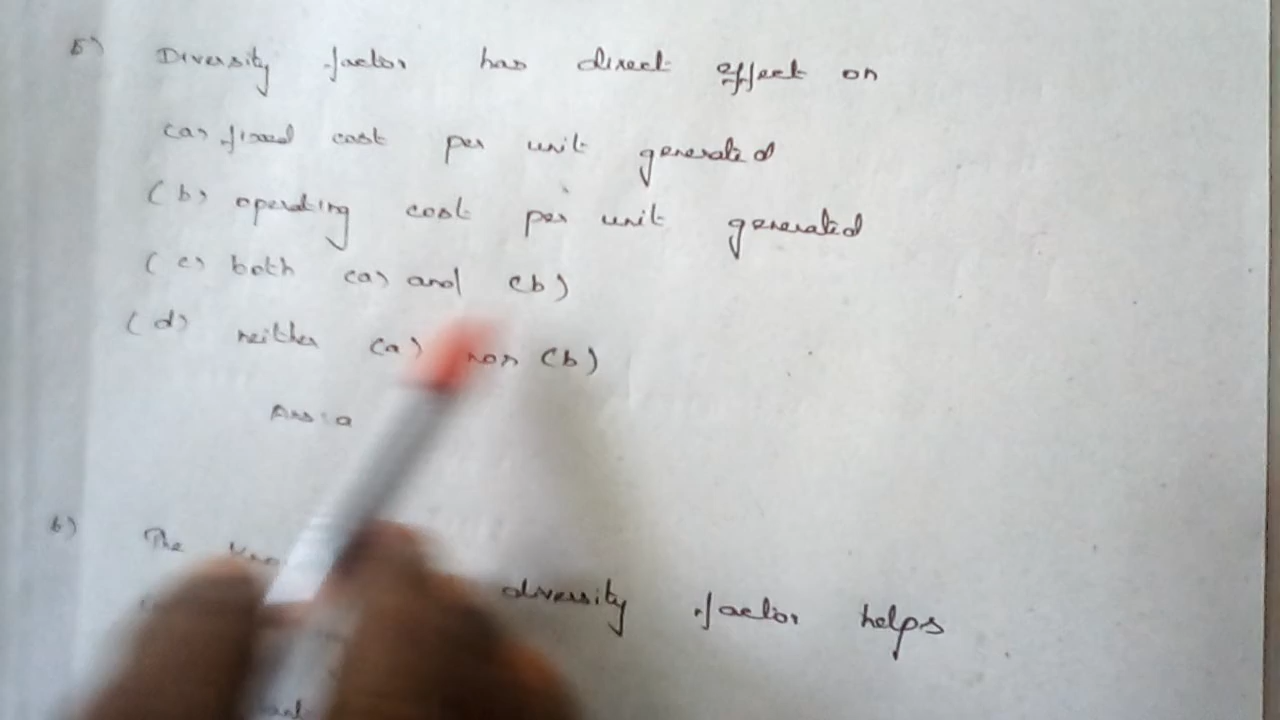 5) Diversity factor has direct effect on
(a) fixed cost per unit generated
(b) operating cost per unit generated
(c) both (a) and (b)
(d) neither (a) nor (b)
Ans: a
6) The diversity factor helps